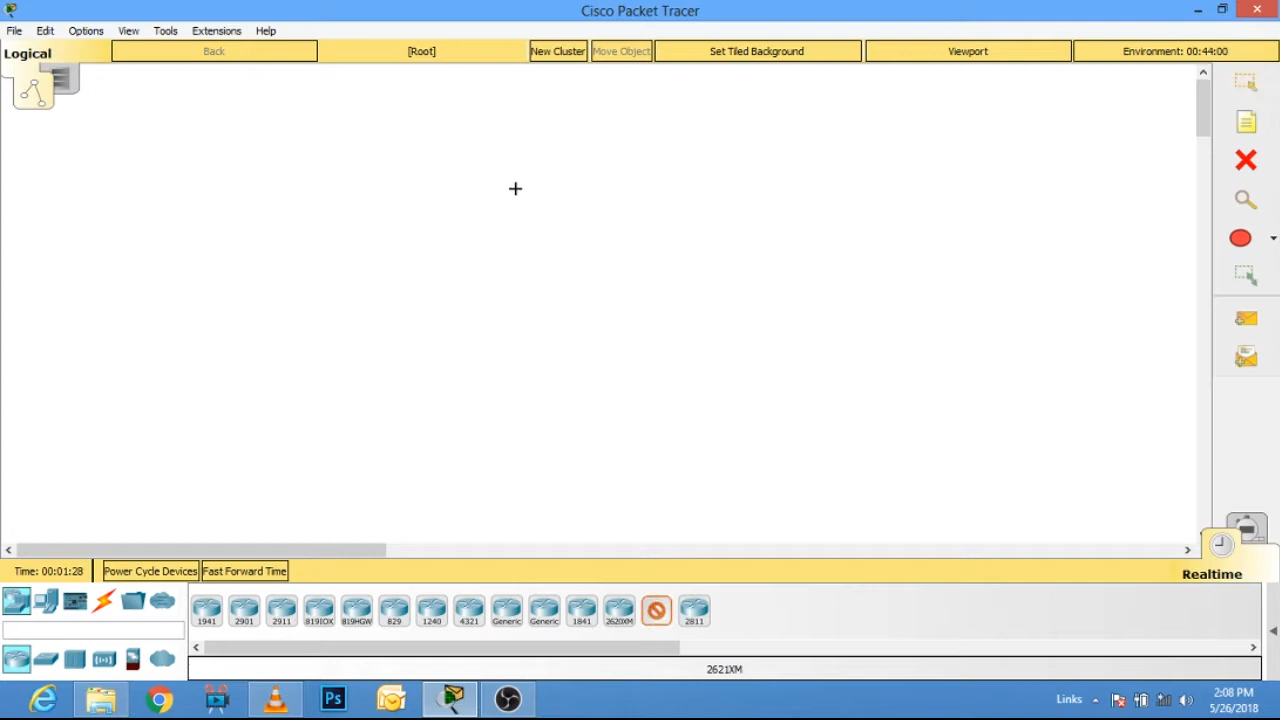 Cisco Packet Tracer
File Edit Options View Tools Extensions Help
Logical Back [Root] New Cluster Move Object Set Tiled Background Viewport Environment: 00:44:00
Time: 00:01:28 Power Cycle Devices Fast Forward Time Realtime
1941 2901 2911 819IOX 819HGW 829 1240 4321 Generic Generic 1841 2620XM 2811
2621XM
Ps Links 2:08 PM
5/26/2018